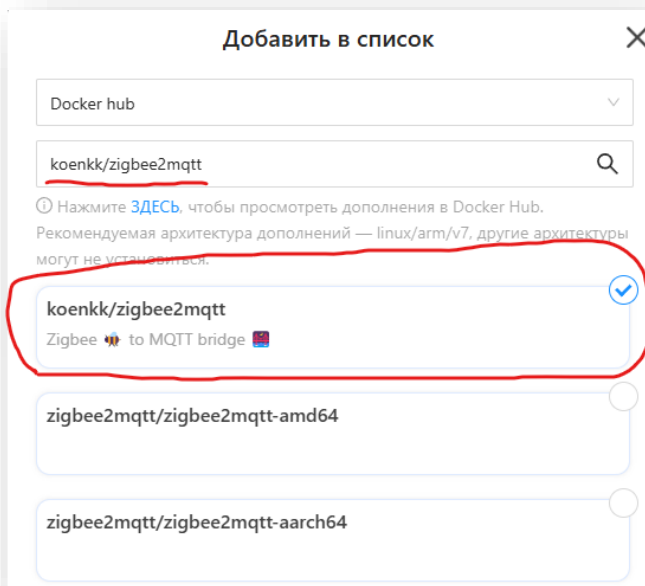 Добавить в список
Docker hub
koenkk/zigbee2mqtt
Нажмите ЗДЕСЬ, чтобы просмотреть дополнения в Docker Hub.
Рекомендуемая архитектура дополнений — linux/arm/v7, другие архитектуры
могут не установиться.
koenkk/zigbee2mqtt
Zigbee 🐝 to MQTT bridge 🌉
zigbee2mqtt/zigbee2mqtt-amd64
zigbee2mqtt/zigbee2mqtt-aarch64